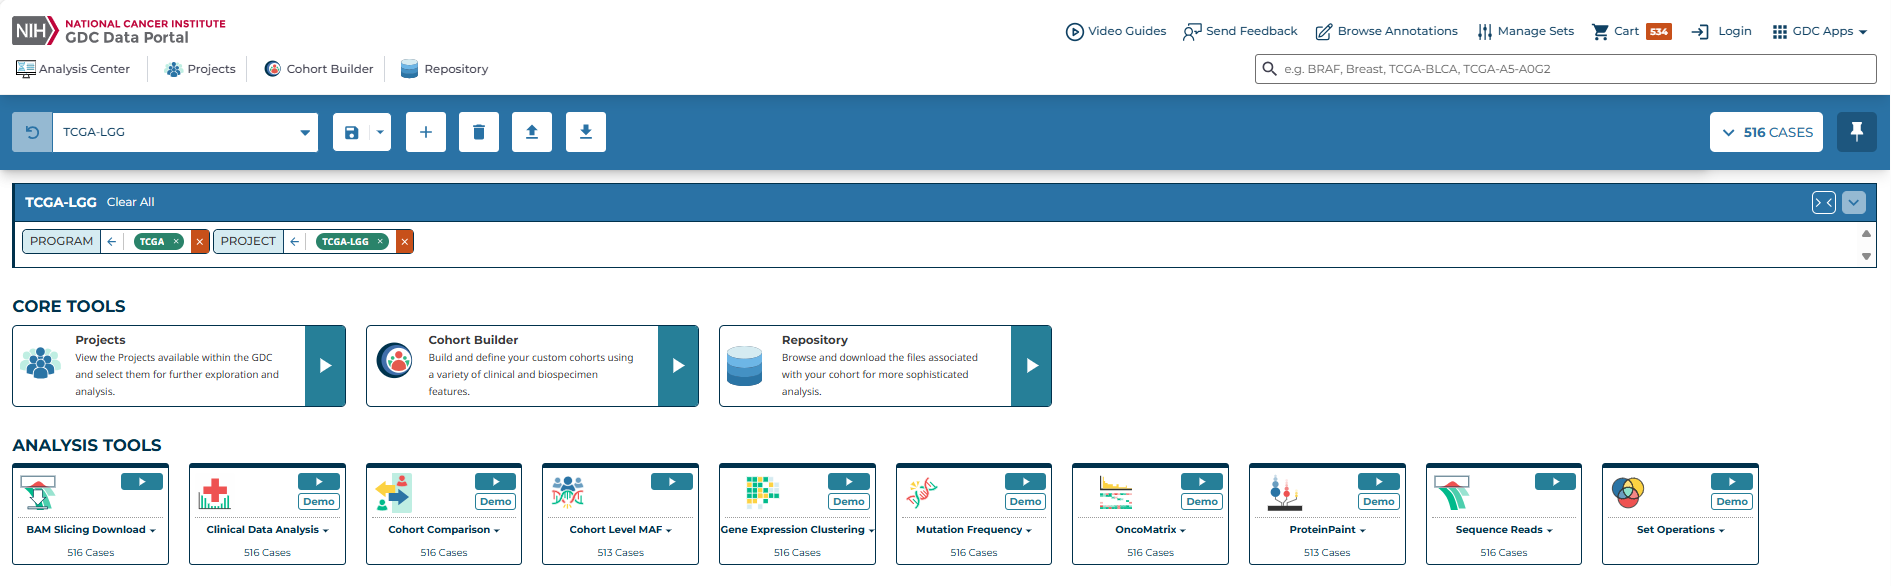 NIH NATIONAL CANCER INSTITUTE
GDC Data Portal
Video Guides Send Feedback Browse Annotations Manage Sets Cart 534 Login GDC Apps
Analysis Center Projects Cohort Builder Repository
e.g. BRAF, Breast, TCGA-BLCA, TCGA-A5-A0G2
TCGA-LGG
516 CASES
TCGA-LGG Clear All
PROGRAM TCGA × × PROJECT TCGA-LGG × ×
CORE TOOLS
Projects
View the Projects available within the GDC
and select them for further exploration and
analysis.
Cohort Builder
Build and define your custom cohorts using
a variety of clinical and biospecimen
features.
Repository
Browse and download the files associated
with your cohort for more sophisticated
analysis.
ANALYSIS TOOLS
BAM Slicing Download
516 Cases
Demo
Clinical Data Analysis
516 Cases
Demo
Cohort Comparison
516 Cases
Cohort Level MAF
513 Cases
Demo
Gene Expression Clustering
516 Cases
Demo
Mutation Frequency
516 Cases
Demo
OncoMatrix
516 Cases
Demo
ProteinPaint
513 Cases
Sequence Reads
516 Cases
Demo
Set Operations